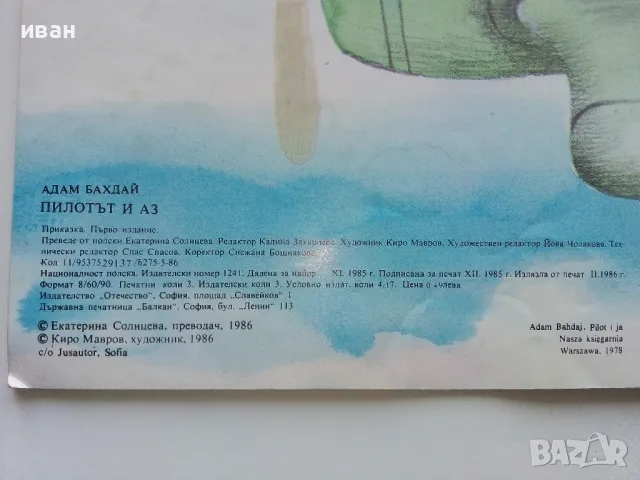 иван
АДАМ БАХДАЙ
ПИЛОТЪТ И АЗ
Приказка. Първо издание.
Преведе от полски Екатерина Солнцева. Редактор Калина Захариева. Художник Киро Мавров. Художествен редактор Йова Чолакова. Тех-
нически редактор Спас Спасов. Коректор Снежана Бошнакова.
Код 11/9537529137/6275-5-86
Националност полска. Издателски номер 1241. Дадена за набор XI. 1985 г. Подписана за печат XII. 1985 г. Излязла от печат II.1986 г.
Формат 8/60/90. Печатни коли 3. Издателски коли 3. Условно издат. коли 4,17. Цена
Издателство „Отечество", София, площад „Славейков" 1
Държавна печатница „Балкан", София, бул. „Ленин" 113
© Екатерина Солнцева, преводач, 1986
© Киро Мавров, художник, 1986
c/o Jusautor, Sofia
Adam Bahdaj, Pilot i ja
Nasza księgarnia
Warszawa, 1978
BAZAR